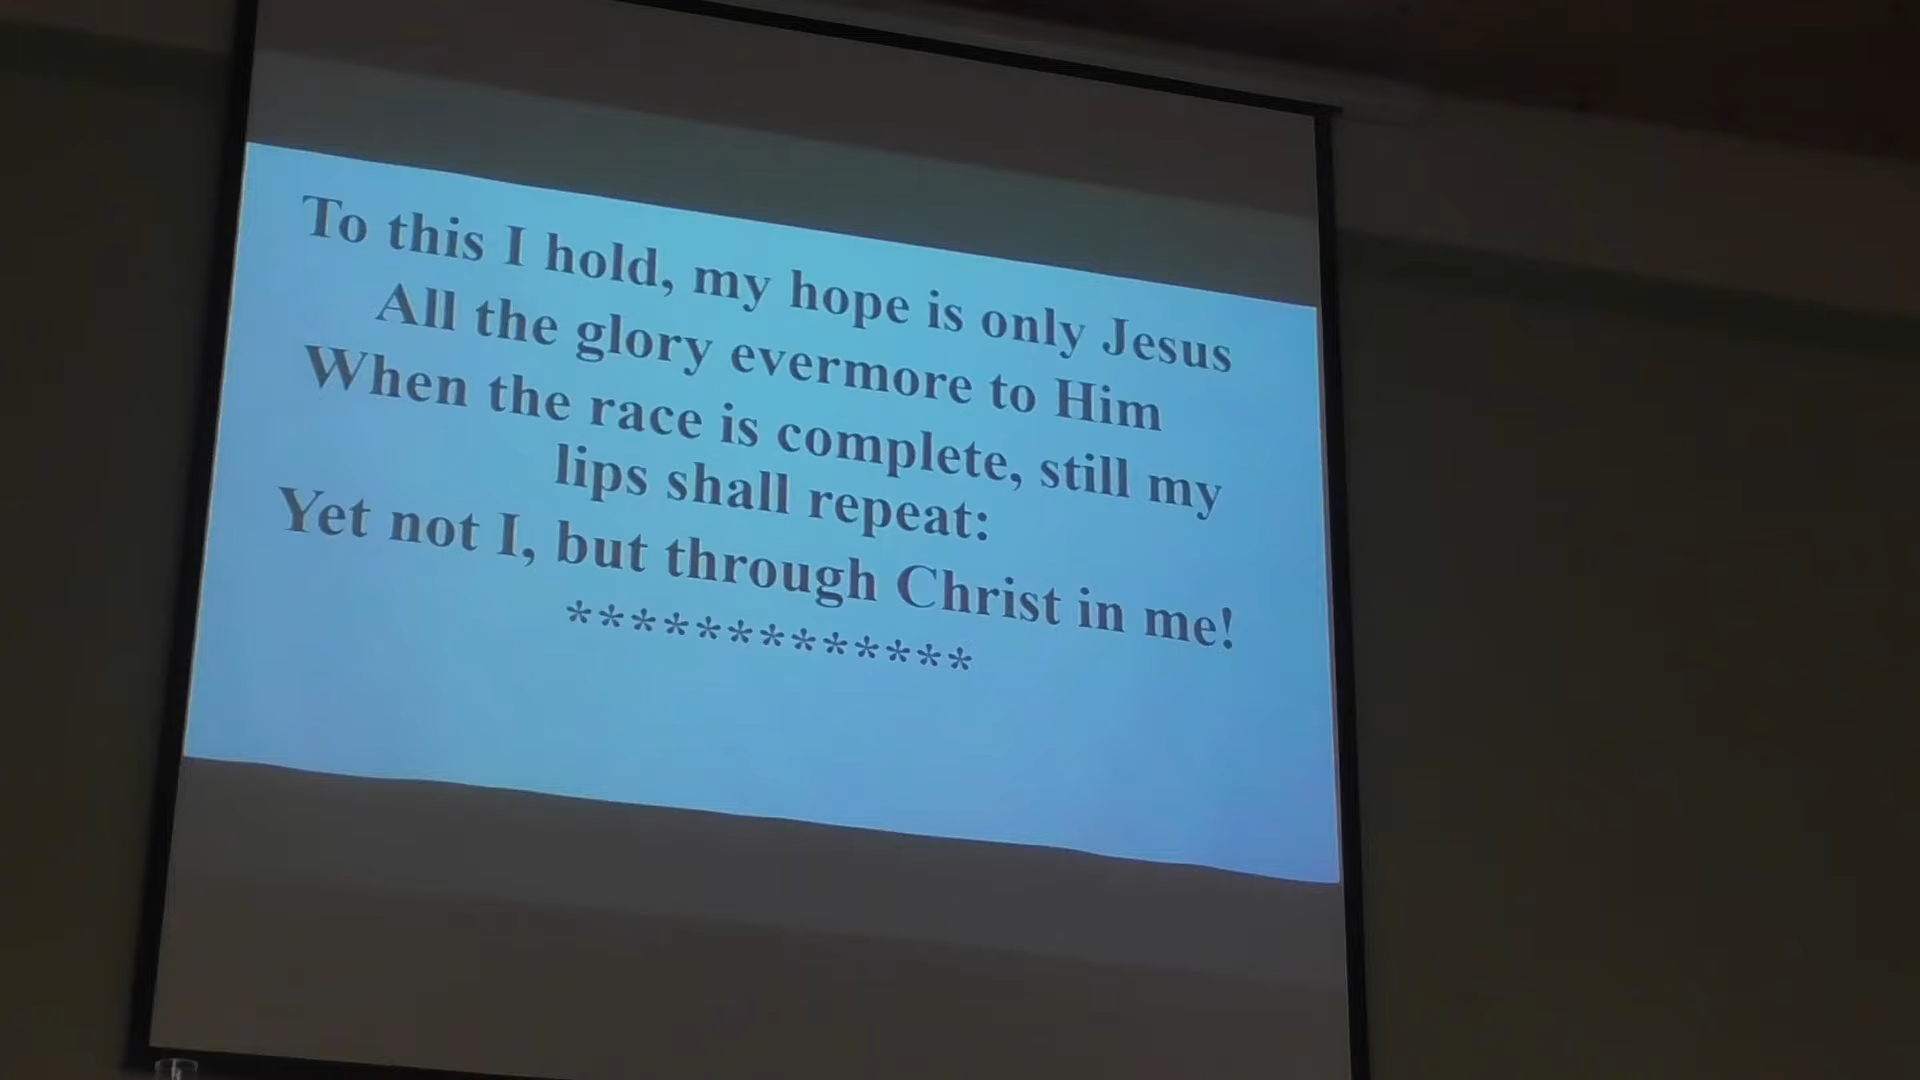 To this I hold, my hope is only Jesus
All the glory evermore to Him
When the race is complete, still my
lips shall repeat:
Yet not I, but through Christ in me!
*************